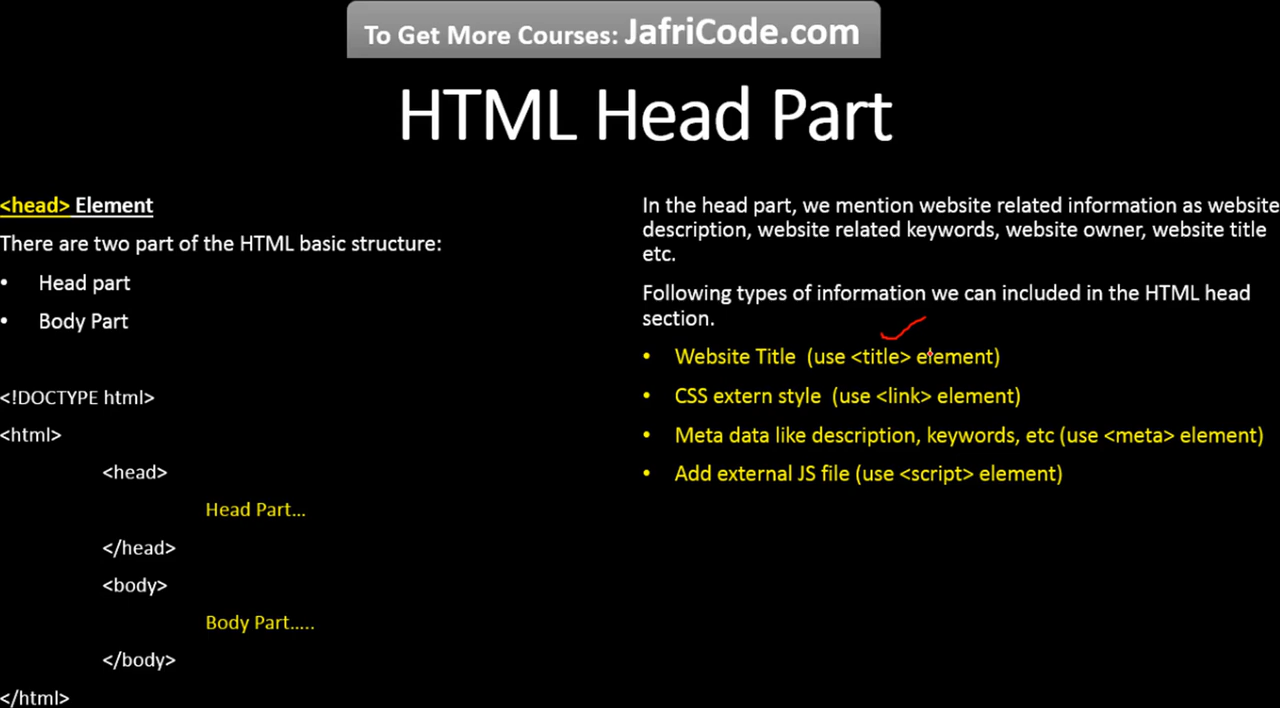 To Get More Courses: JafriCode.com
HTML Head Part
<head> Element
There are two part of the HTML basic structure:
• Head part
• Body Part
<!DOCTYPE html>
<html>
<head>
Head Part...
</head>
<body>
Body Part.....
</body>
</html>
In the head part, we mention website related information as website
description, website related keywords, website owner, website title
etc.
Following types of information we can included in the HTML head
section.
• Website Title (use <title> element)
• CSS extern style (use <link> element)
• Meta data like description, keywords, etc (use <meta> element)
• Add external JS file (use <script> element)